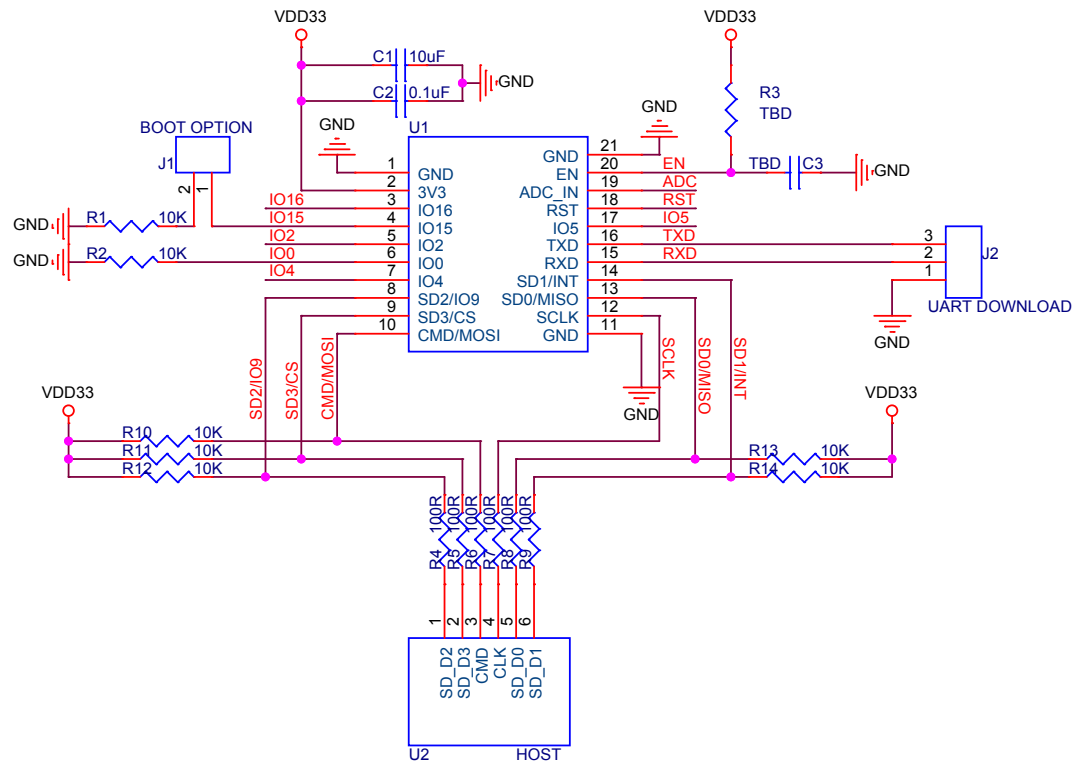 VDD33
VDD33
C1
10uF
C2
0.1uF
GND
R3
TBD
GND
GND
BOOT OPTION
J1
2
1
U1
1
GND
2
3V3
IO16
3
IO16
IO15
4
IO15
IO2
5
IO2
IO0
6
IO0
IO4
7
IO4
8
SD2/IO9
9
SD3/CS
10
CMD/MOSI
21
GND
EN
20
EN
ADC
19
ADC_IN
RST
18
RST
IO5
17
IO5
TXD
16
TXD
RXD
15
RXD
14
SD1/INT
13
SD0/MISO
12
SCLK
11
GND
TBD
C3
GND
GND
R1
10K
GND
R2
10K
3
2
1
J2
UART DOWNLOAD
GND
SD2/IO9
SD3/CS
CMD/MOSI
SCLK
SD0/MISO
SD1/INT
GND
VDD33
VDD33
R10
10K
R11
10K
R12
10K
R13
10K
R14
10K
R4
100R
R5
100R
R6
100R
R7
100R
R8
100R
R9
100R
1
2
3
4
5
6
SD_D2
SD_D3
CMD
CLK
SD_D0
SD_D1
U2
HOST